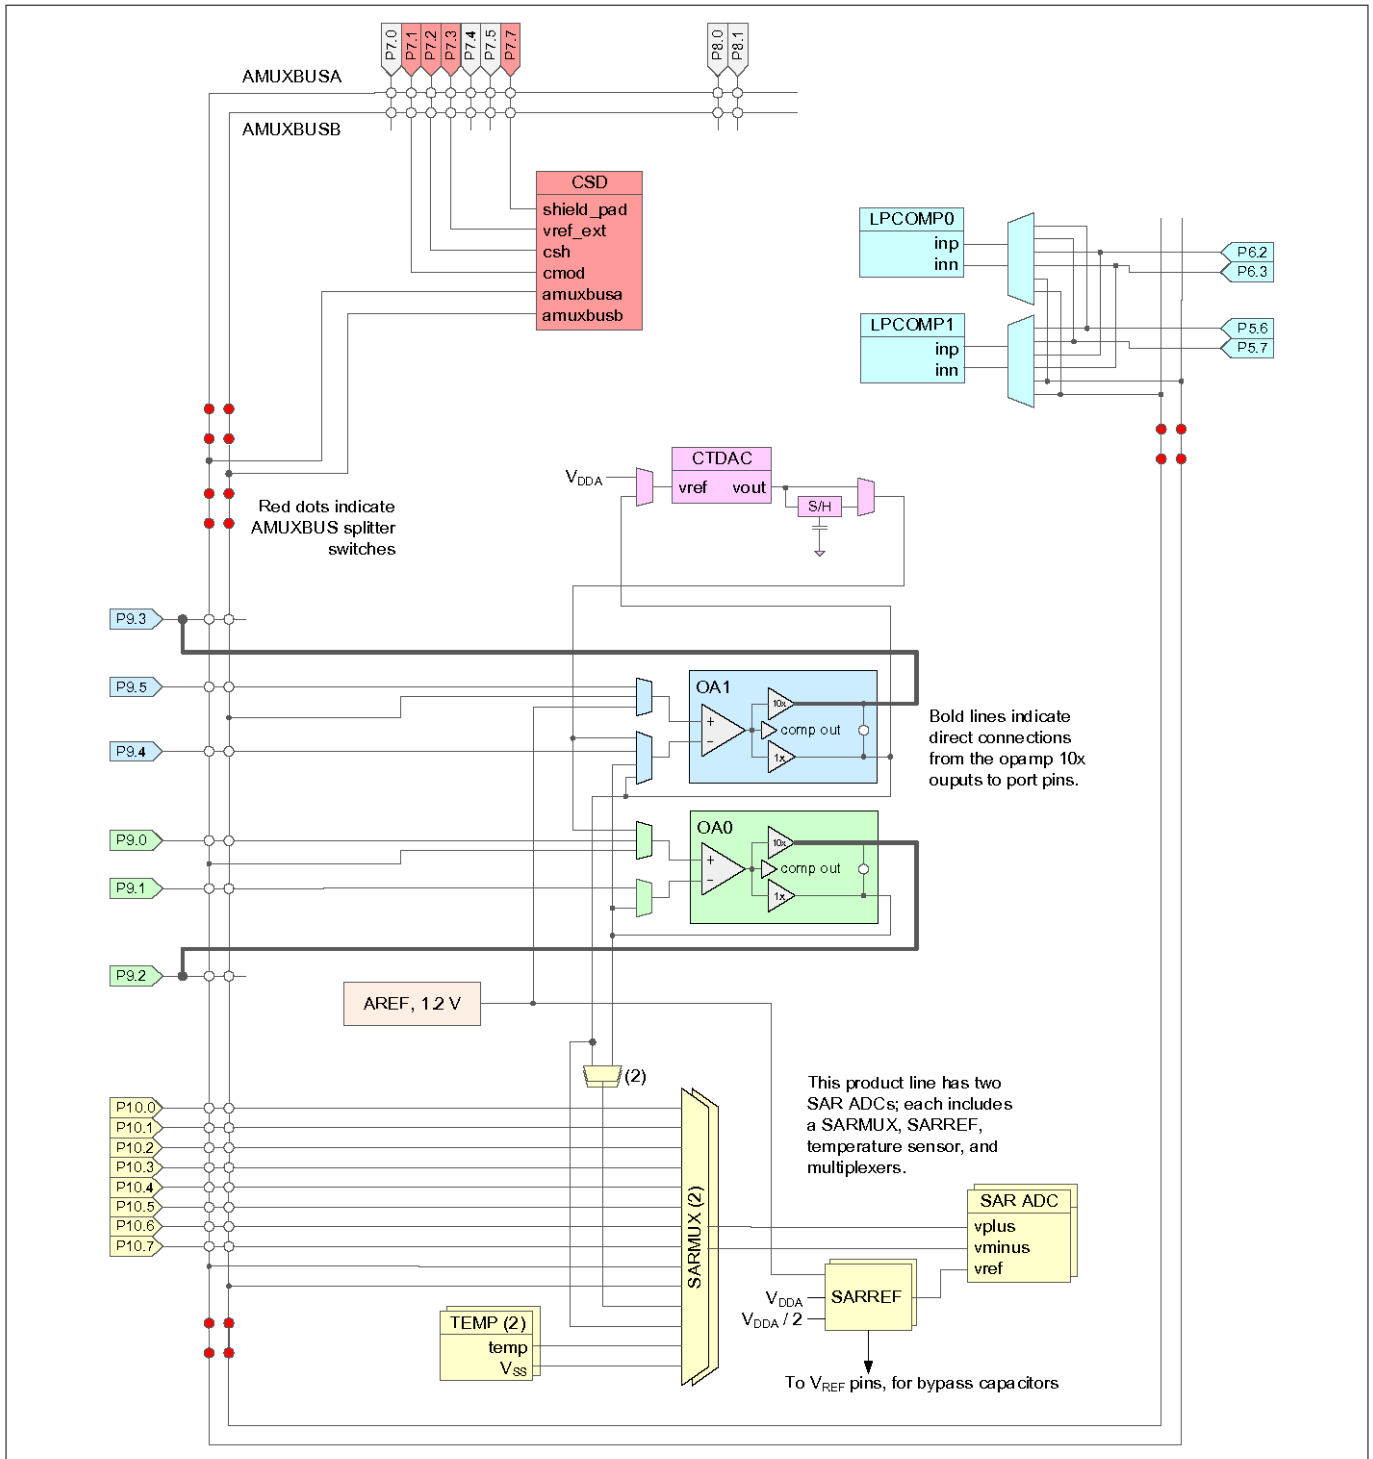 P7.0
P7.1
P7.2
P7.3
P7.4
P7.5
P7.7
P8.0
P8.1
AMUXBUSA
AMUXBUSB
CSD
shield_pad
vref_ext
csh
cmod
amuxbusa
amuxbusb
LPCOMP0
inp
inn
P6.2
P6.3
LPCOMP1
inp
inn
P5.6
P5.7
CTDAC
VDDA
vref vout
S/H
Red dots indicate
AMUXBUS splitter
switches
P9.3
P9.5
OA1
10x
comp out
1x
P9.4
Bold lines indicate
direct connections
from the opamp 10x
ouputs to port pins.
P9.0
OA0
10x
comp out
1x
P9.1
P9.2
AREF, 1.2 V
(2)
This product line has two
SAR ADCs; each includes
a SARMUX, SARREF,
temperature sensor, and
multiplexers.
P10.0
P10.1
P10.2
P10.3
P10.4
P10.5
P10.6
P10.7
SARMUX (2)
SAR ADC
vplus
vminus
vref
SARREF
VDDA
VDDA / 2
TEMP (2)
temp
VSS
To VREF pins, for bypass capacitors